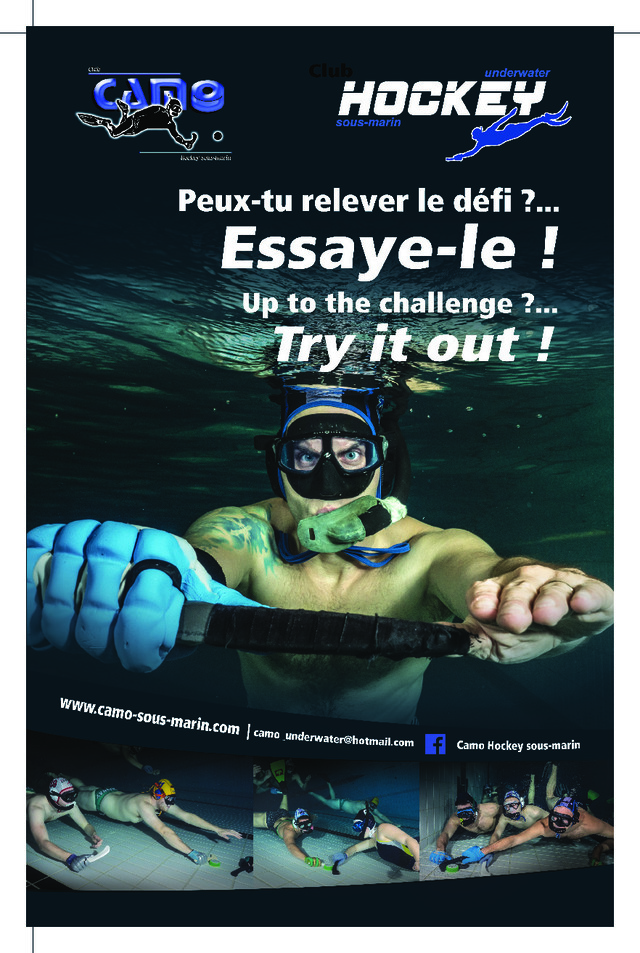 club
CAMO
hockey sous-marin
Club
underwater
HOCKEY
sous-marin
Peux-tu relever le défi ?...
Essaye-le !
Up to the challenge ?...
Try it out !
www.camo-sous-marin.com | camo_underwater@hotmail.com
Camo Hockey sous-marin